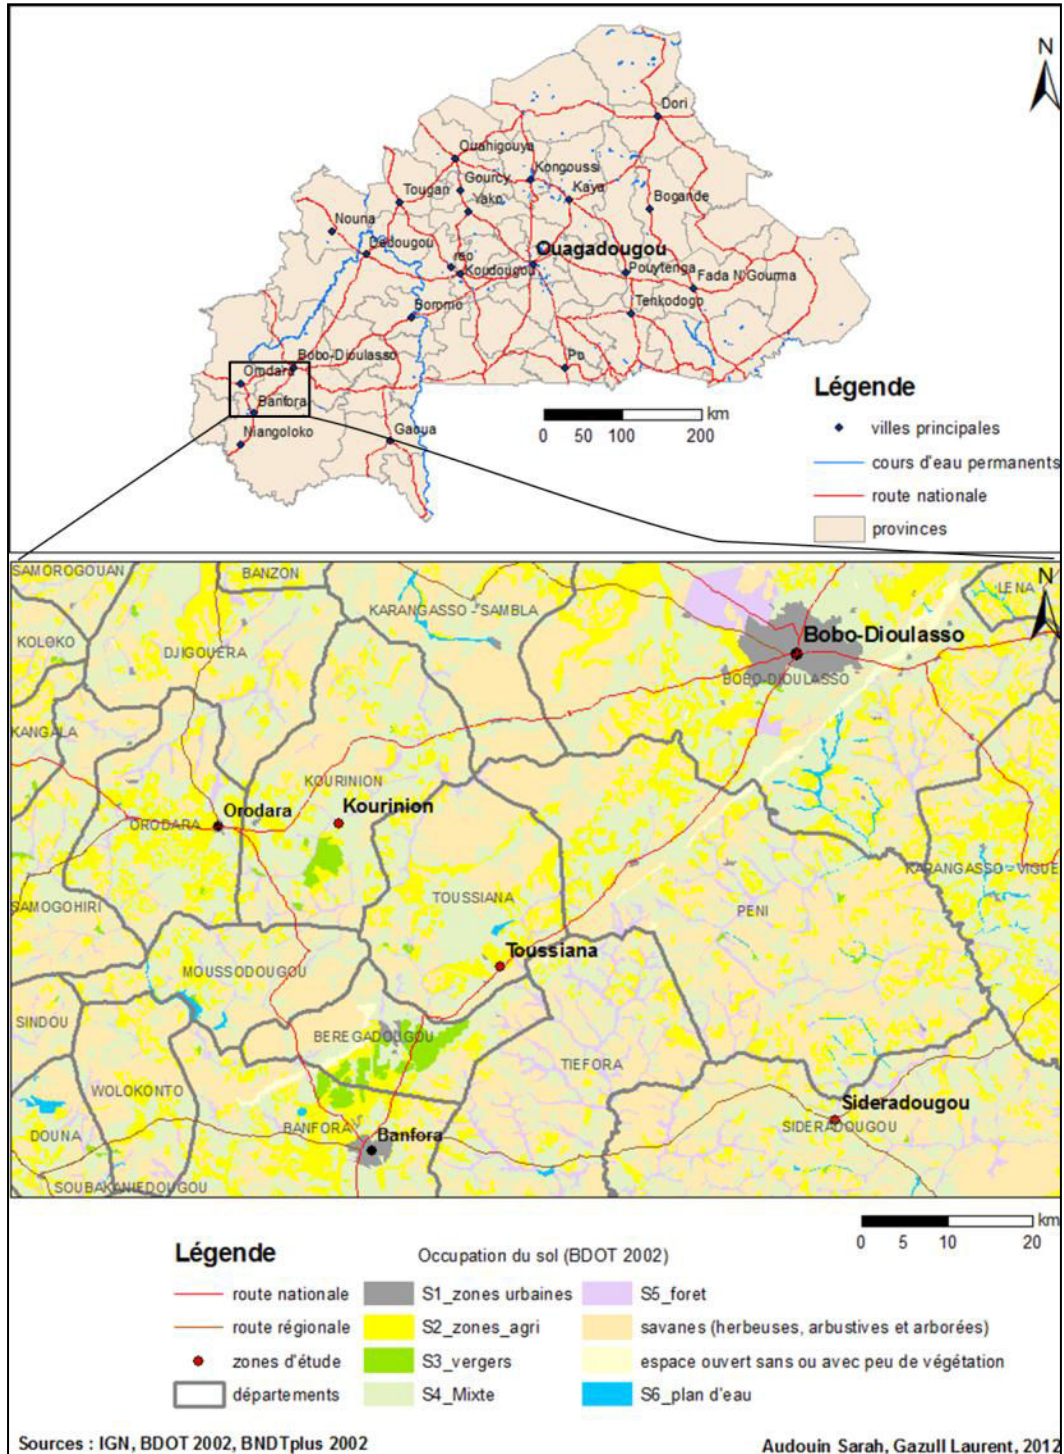 N
Dori
Ouahigouya
Kongoussi
Gourcy
Kaya
Tougan
Yako
Bogande
Nouna
Dedougou
Ouagadougou
reo
Koudougou
Pouytenga
Fada N'Gourma
Boromo
Tenkodogo
Bobo-Dioulasso
Po
Orodara
Banfora
Niangoloko
Gaoua
km
0 50 100 200
Légende
villes principales
cours d'eau permanents
route nationale
provinces
SAMOROGOUAN
BANZON
N
LENA
KARANGASSO - SAMBLA
KOLOKO
DJIGOUERA
Bobo-Dioulasso
BOBO-DIOULASSO
KANGALA
KOURINION
Orodara
Kourinion
ORODARA
KARANGASSO - VIGUE
TOUSSIANA
SAMOGOHIRI
PENI
Toussiana
MOUSSODOUGOU
SINDOU
BEREGADOUGOU
TIEFORA
WOLOKONTO
Sideradougou
BANFORA
SIDERADOUGOU
DOUNA
Banfora
SOUBAKANIEDOUGOU
km
0 5 10 20
Légende
Occupation du sol (BDOT 2002)
route nationale
S1_zones urbaines
S5_foret
route régionale
S2_zones_agri
savanes (herbeuses, arbustives et arborées)
zones d'étude
S3_vergers
espace ouvert sans ou avec peu de végétation
départements
S4_Mixte
S6_plan d'eau
Sources : IGN, BDOT 2002, BNDTplus 2002
Audouin Sarah, Gazull Laurent, 2012